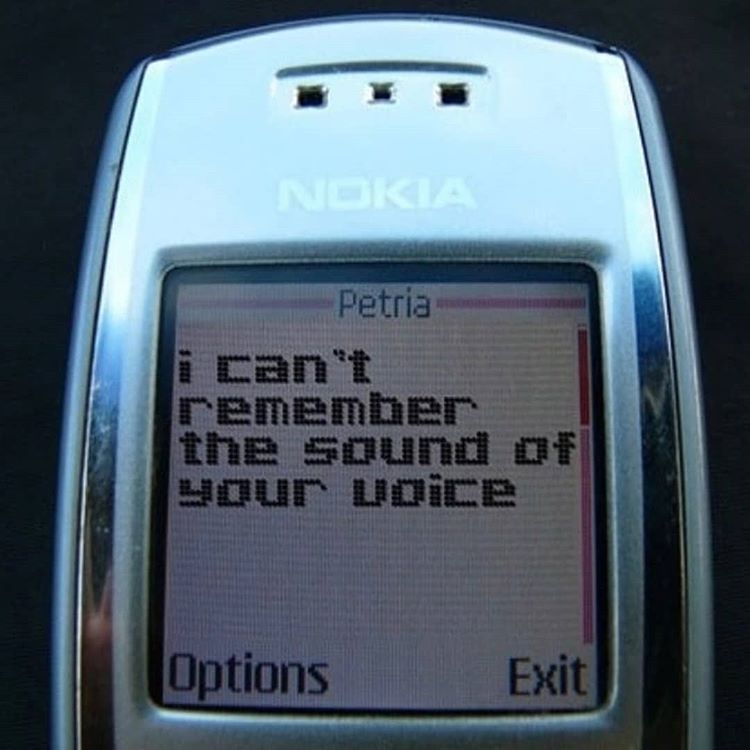 NOKIA
Petria
i can't
remember
the sound of
your voice
Options Exit